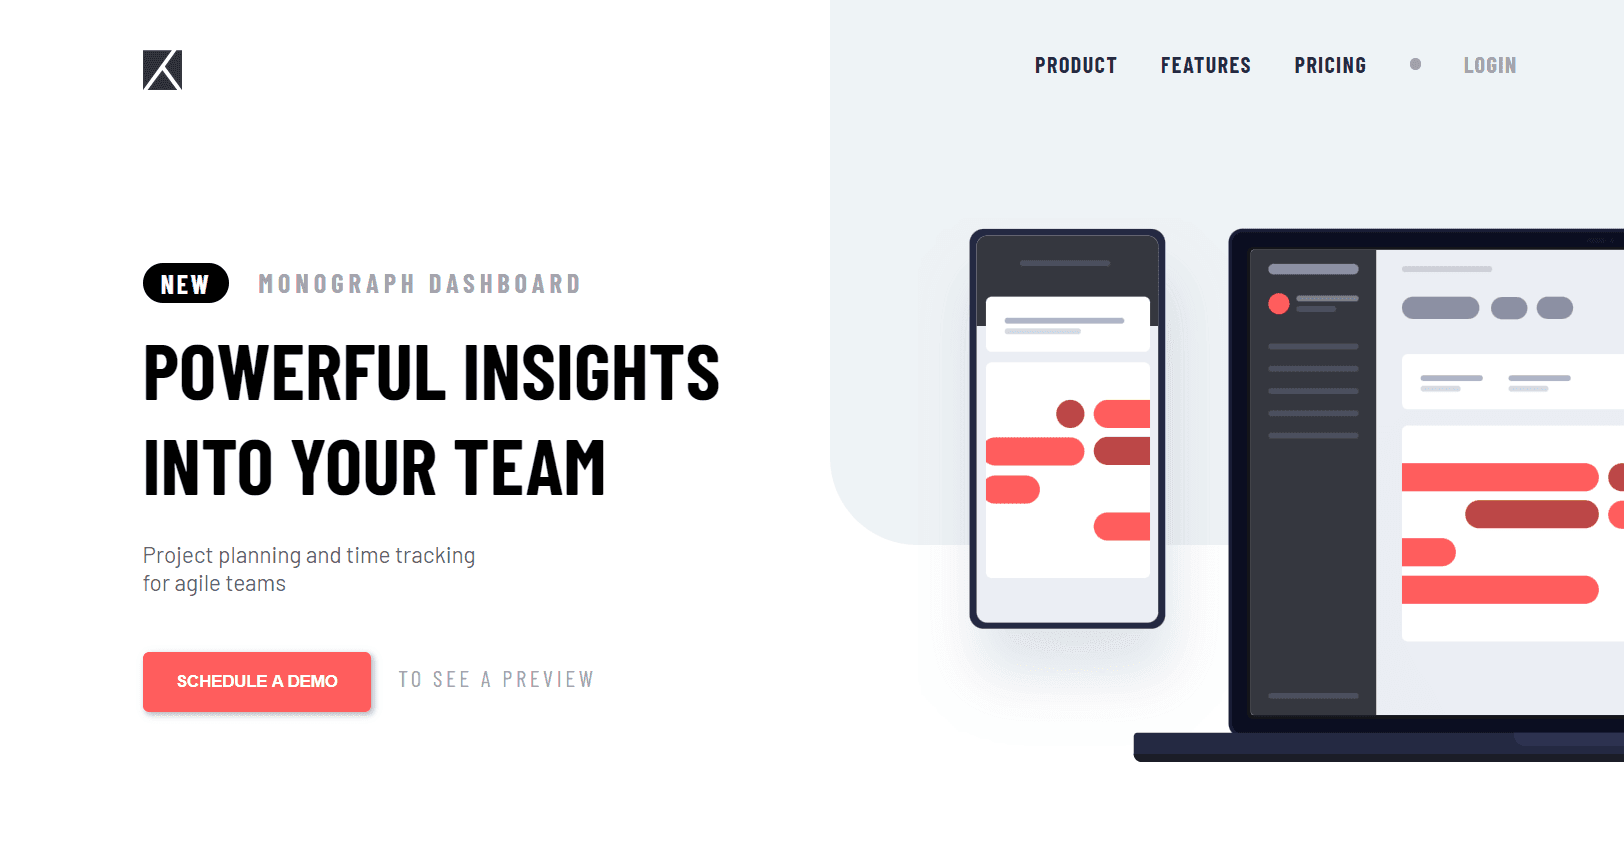 PRODUCT FEATURES PRICING LOGIN
NEW MONOGRAPH DASHBOARD
POWERFUL INSIGHTS
INTO YOUR TEAM
Project planning and time tracking
for agile teams
SCHEDULE A DEMO TO SEE A PREVIEW